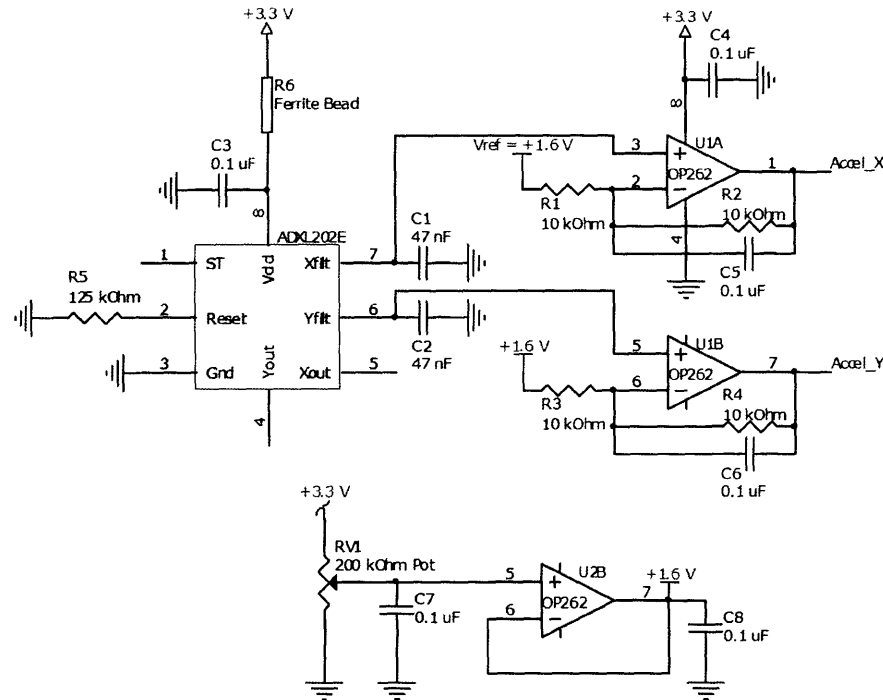 +3.3 V
R6
Ferrite Bead
C3
0.1 uF
8
ADXL202E
1
ST
Vdd
Xfilt
7
C1
47 nF
R5
125 kOhm
2
Reset
Yfilt
6
C2
47 nF
3
Gnd
Yout
Xout
5
4
+3.3 V
C4
0.1 uF
8
Vref = +1.6 V
3
U1A
+
OP262
1
Accel_X
2
−
R1
10 kOhm
R2
10 kOhm
4
C5
0.1 uF
+1.6 V
5
U1B
+
OP262
7
Accel_Y
6
−
R3
10 kOhm
R4
10 kOhm
C6
0.1 uF
+3.3 V
RV1
200 kOhm Pot
C7
0.1 uF
5
U2B
+
OP262
7
+1.6 V
6
−
C8
0.1 uF